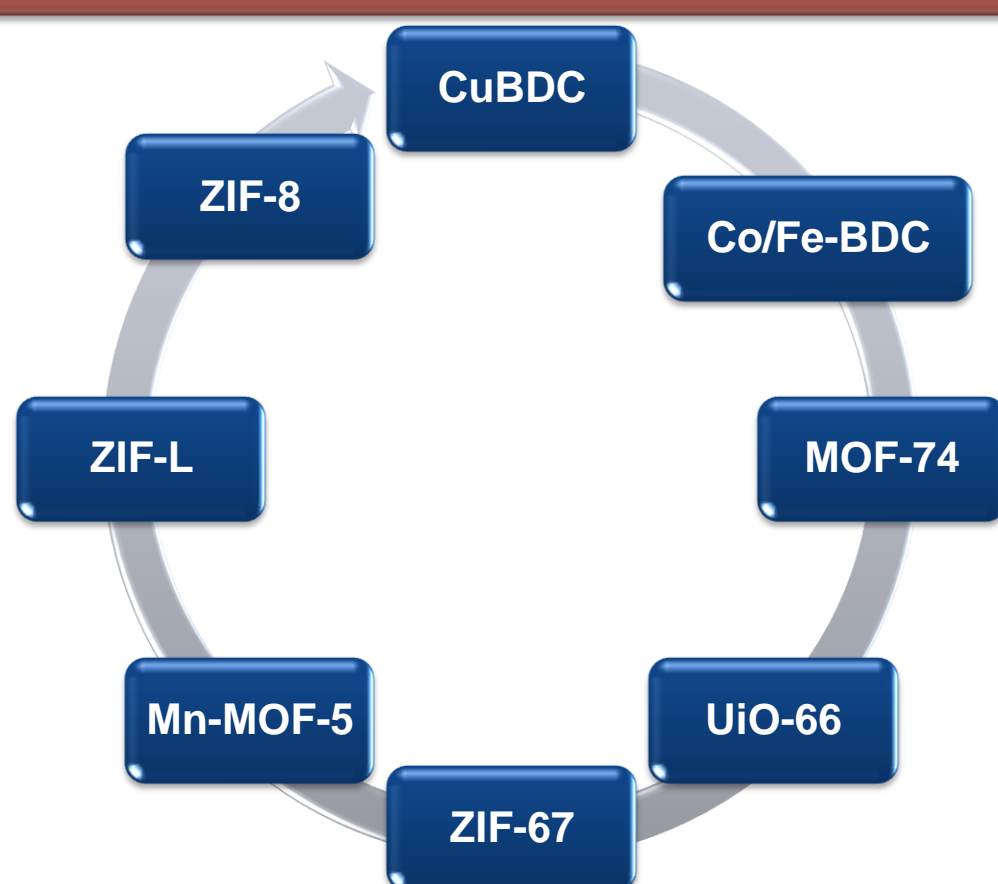 CuBDC
Co/Fe-BDC
MOF-74
UiO-66
ZIF-67
Mn-MOF-5
ZIF-L
ZIF-8